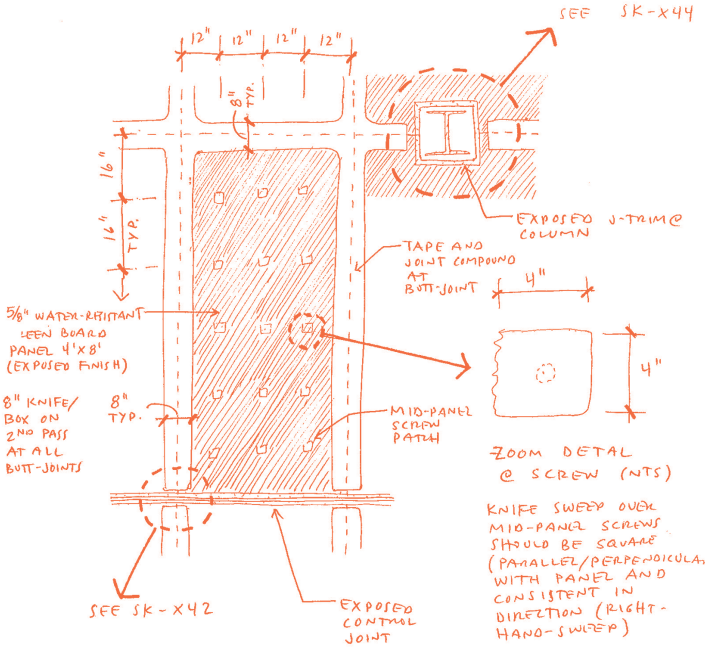 SEE SK-X44
12" 12" 12" 12"
8"
TYP.
16"
16"
TYP.
EXPOSED J-TRIM @
COLUMN
TAPE AND
JOINT COMPOUND
AT
BUTT-JOINT
4"
4"
5/8" WATER-RESISTANT
EEN BOARD
PANEL 4'X8'
(EXPOSED FINISH)
8" KNIFE/
BOX ON
2ND PASS
AT ALL
BUTT-JOINTS
8"
TYP.
MID-PANEL
SCREW
PATCH
ZOOM DETAL
@ SCREW (NTS)
KNIFE SWEEP OVER
MID-PANEL SCREWS
SHOULD BE SQUARE
(PARALLEL/PERPENDICULA
WITH PANEL AND
CONSISTENT IN
DIRECTION (RIGHT-
HAND-SWEEP)
SEE SK-X42
EXPOSED
CONTROL
JOINT